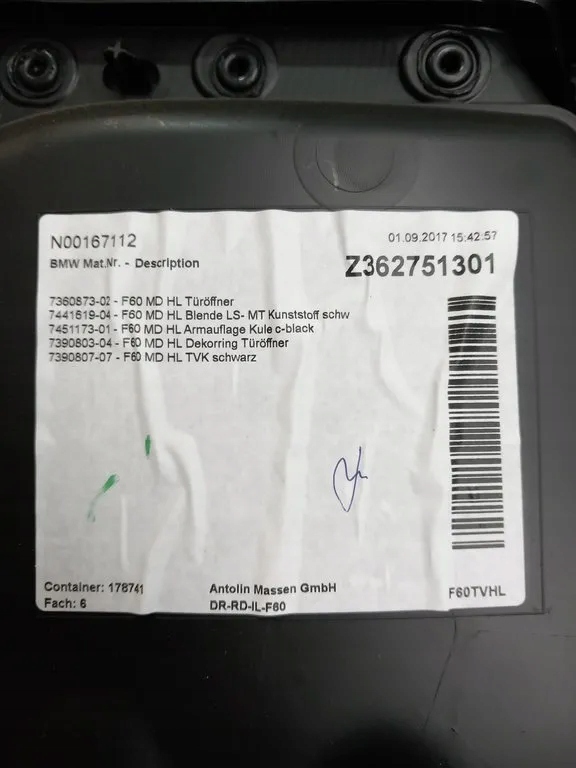 N00167112
01.09.2017 15:42:57
BMW Mat.Nr. - Description
Z362751301
7360873-02 - F60 MD HL Türöffner
7441619-04 - F60 MD HL Blende LS- MT Kunststoff schw
7451173-01 - F60 MD HL Armauflage Kule c-black
7390803-04 - F60 MD HL Dekorring Türöffner
7390807-07 - F60 MD HL TVK schwarz
Container: 178741
Antolin Massen GmbH
F60TVHL
Fach: 6
DR-RD-IL-F60